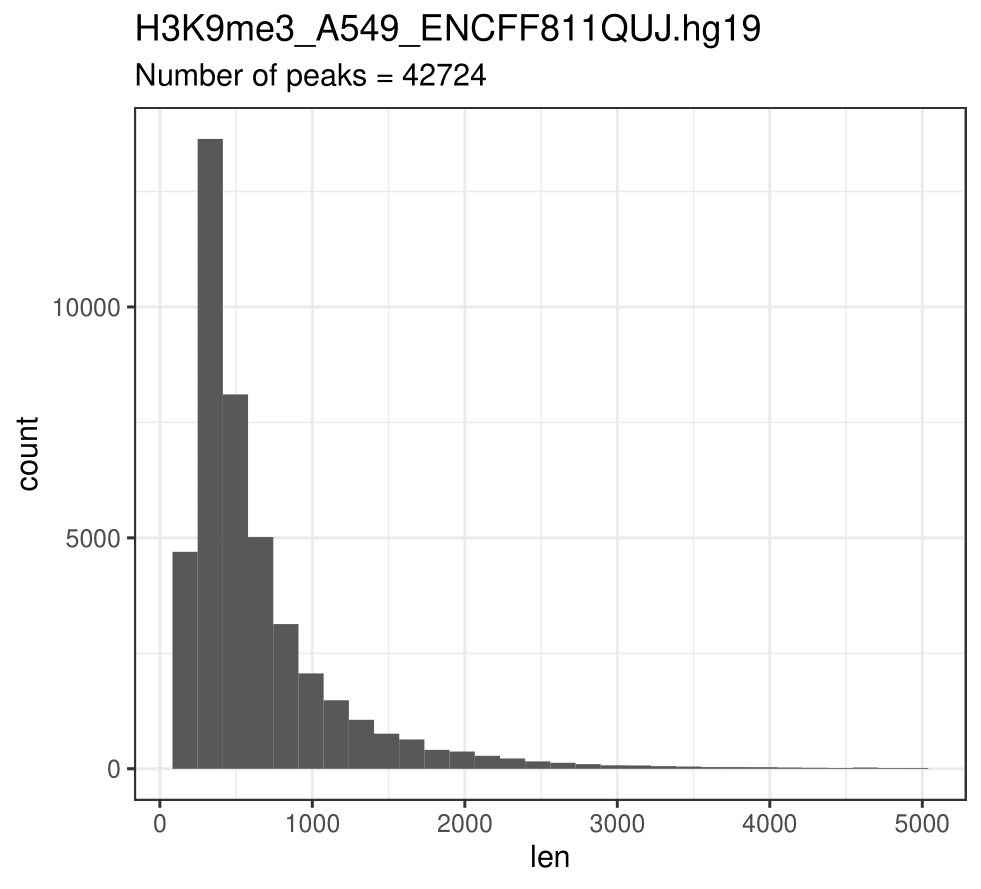 H3K9me3_A549_ENCFF811QUJ.hg19
Number of peaks = 42724
count
10000
5000
0
0 1000 2000 3000 4000 5000
len